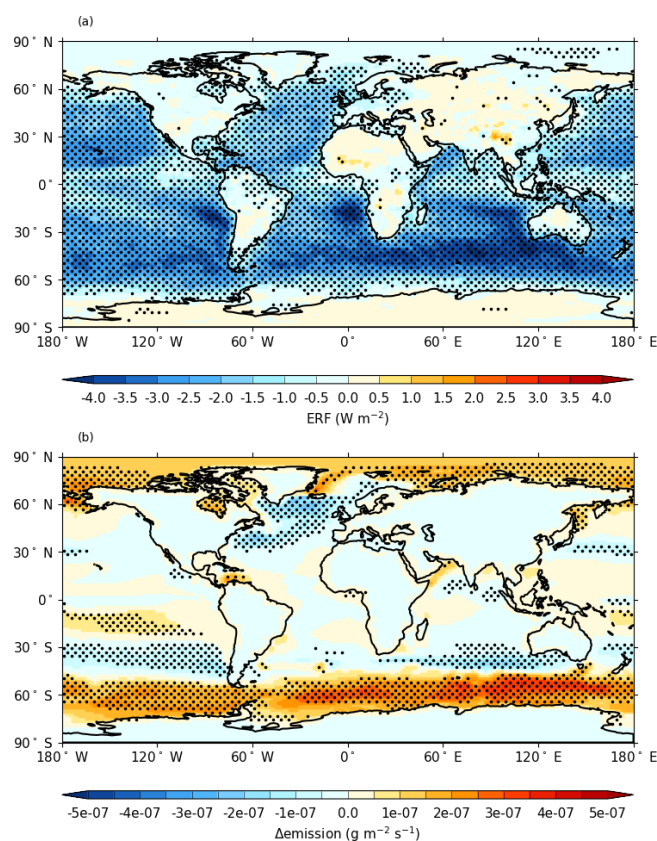 (a)
90° N
60° N
30° N
0°
30° S
60° S
90° S
180° W 120° W 60° W 0° 60° E 120° E 180° E
-4.0 -3.5 -3.0 -2.5 -2.0 -1.5 -1.0 -0.5 0.0 0.5 1.0 1.5 2.0 2.5 3.0 3.5 4.0
ERF (W m⁻²)
(b)
90° N
60° N
30° N
0°
30° S
60° S
90° S
180° W 120° W 60° W 0° 60° E 120° E 180° E
-5e-07 -4e-07 -3e-07 -2e-07 -1e-07 0.0 1e-07 2e-07 3e-07 4e-07 5e-07
Δemission (g m⁻² s⁻¹)